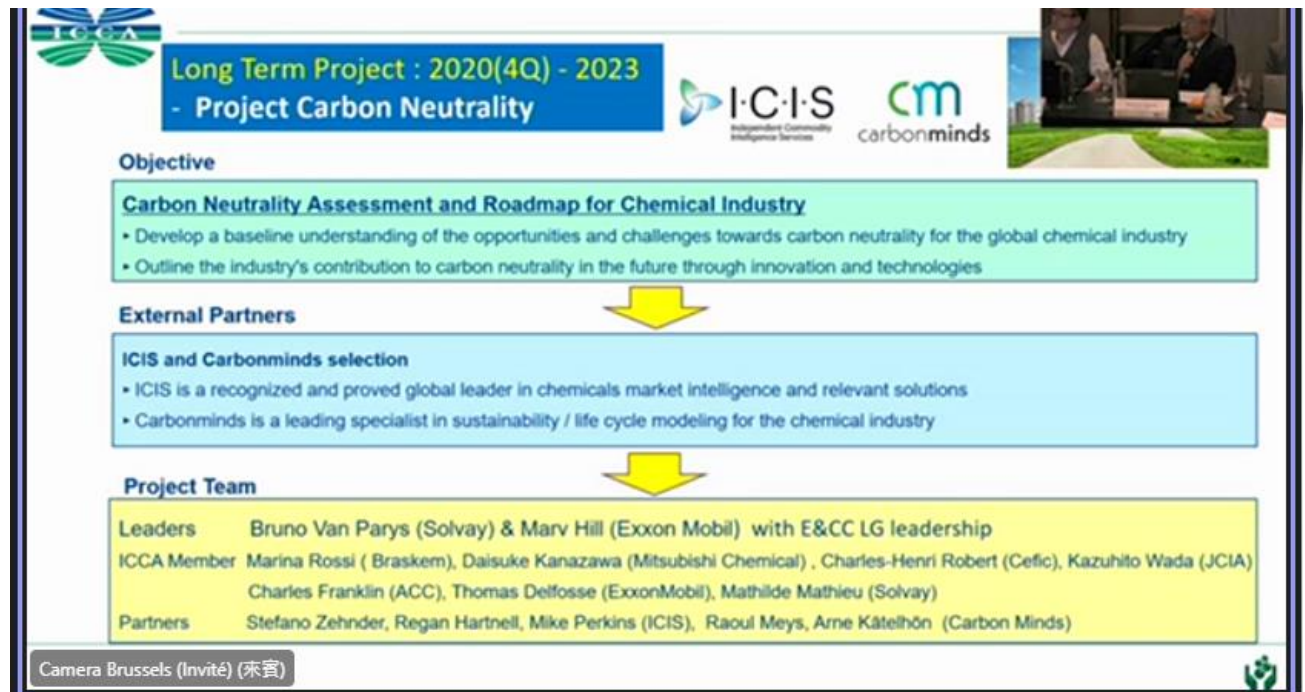 ICCA
Long Term Project : 2020(4Q) - 2023
- Project Carbon Neutrality
I·C·I·S
Independent Commodity
Intelligence Services
cm
carbonminds
Objective
Carbon Neutrality Assessment and Roadmap for Chemical Industry
• Develop a baseline understanding of the opportunities and challenges towards carbon neutrality for the global chemical industry
• Outline the industry's contribution to carbon neutrality in the future through innovation and technologies
External Partners
ICIS and Carbonminds selection
• ICIS is a recognized and proved global leader in chemicals market intelligence and relevant solutions
• Carbonminds is a leading specialist in sustainability / life cycle modeling for the chemical industry
Project Team
Leaders Bruno Van Parys (Solvay) & Marv Hill (Exxon Mobil) with E&CC LG leadership
ICCA Member Marina Rossi ( Braskem), Daisuke Kanazawa (Mitsubishi Chemical) , Charles-Henri Robert (Cefic), Kazuhito Wada (JCIA)
Charles Franklin (ACC), Thomas Delfosse (ExxonMobil), Mathilde Mathieu (Solvay)
Partners Stefano Zehnder, Regan Hartnell, Mike Perkins (ICIS), Raoul Meys, Arne Kätelhön (Carbon Minds)
Camera Brussels (Invité) (來賓)